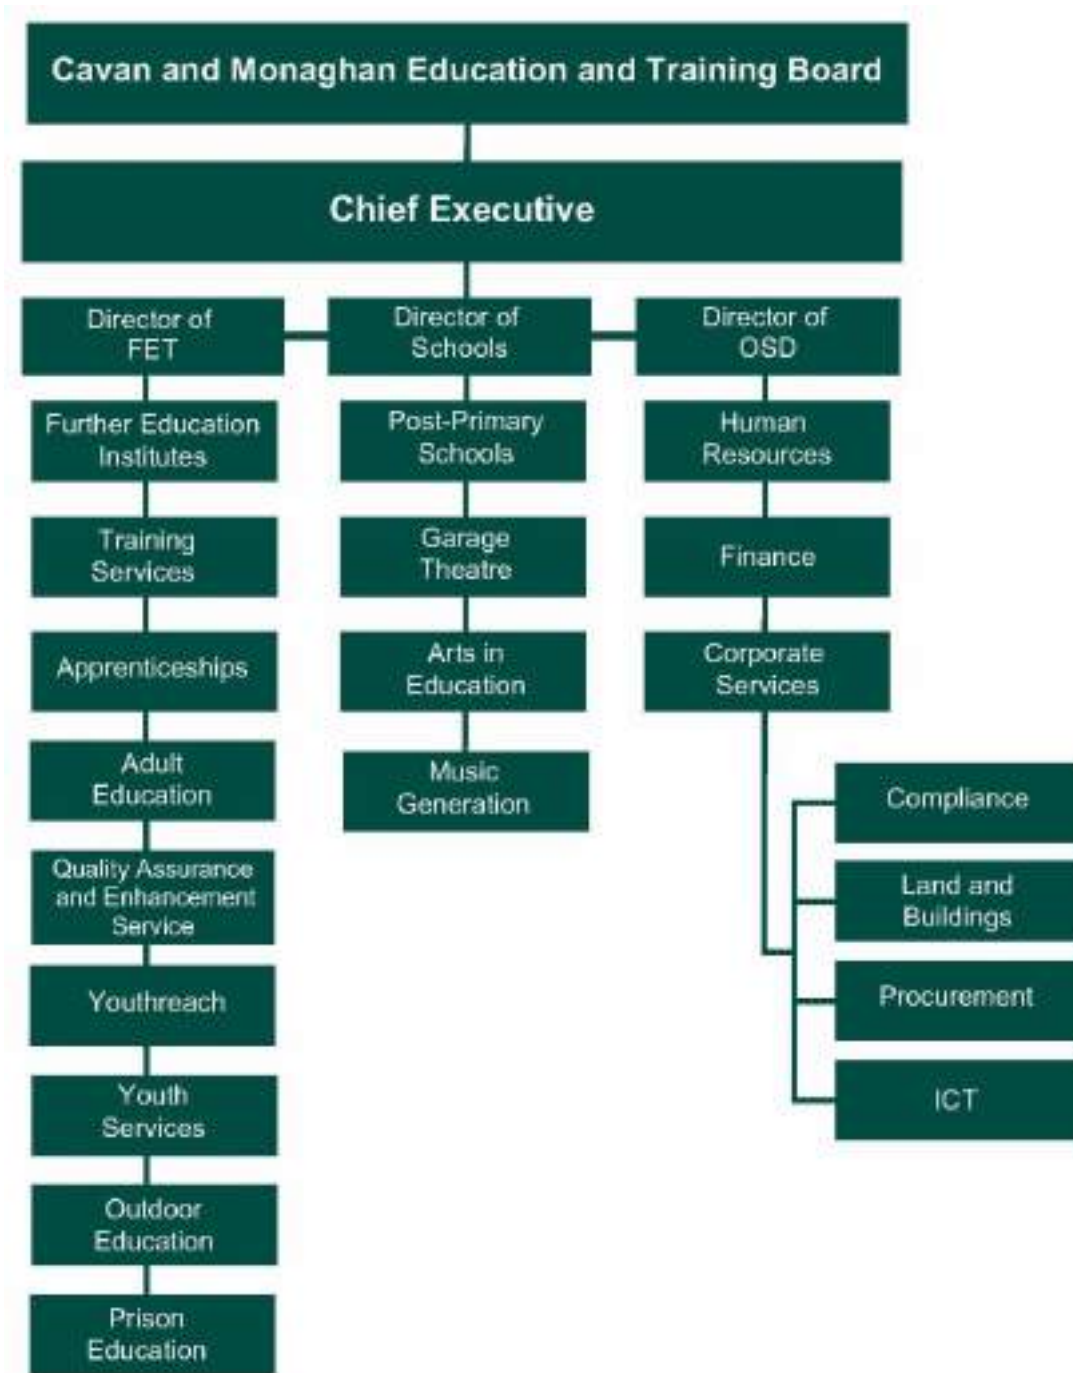 Cavan and Monaghan Education and Training Board
Chief Executive
Director of
FET
Director of
Schools
Director of
OSD
Further Education
Institutes
Training
Services
Apprenticeships
Adult
Education
Quality Assurance
and Enhancement
Service
Youthreach
Youth
Services
Outdoor
Education
Prison
Education
Post-Primary
Schools
Garage
Theatre
Arts in
Education
Music
Generation
Human
Resources
Finance
Corporate
Services
Compliance
Land and
Buildings
Procurement
ICT